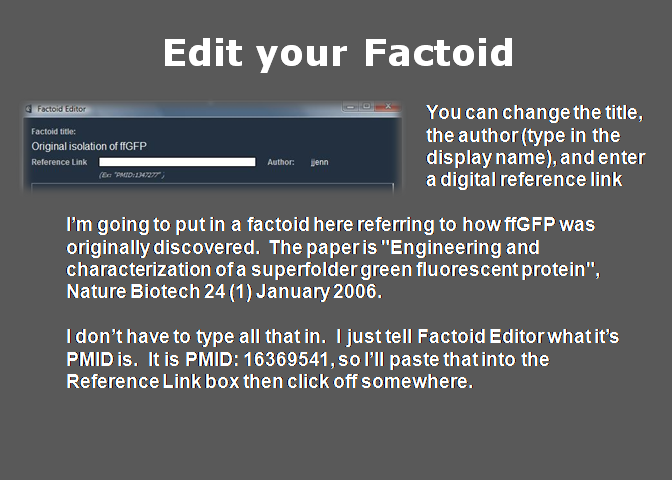 Edit your Factoid
Factoid Editor
Factoid title:
Original isolation of ffGFP
Reference Link
Author: jjenn
(Ex: "PMID:1347277" )
You can change the title,
the author (type in the
display name), and enter
a digital reference link
I'm going to put in a factoid here referring to how ffGFP was
originally discovered.  The paper is "Engineering and
characterization of a superfolder green fluorescent protein",
Nature Biotech 24 (1) January 2006.
I don't have to type all that in.  I just tell Factoid Editor what it's
PMID is.  It is PMID: 16369541, so I'll paste that into the
Reference Link box then click off somewhere.